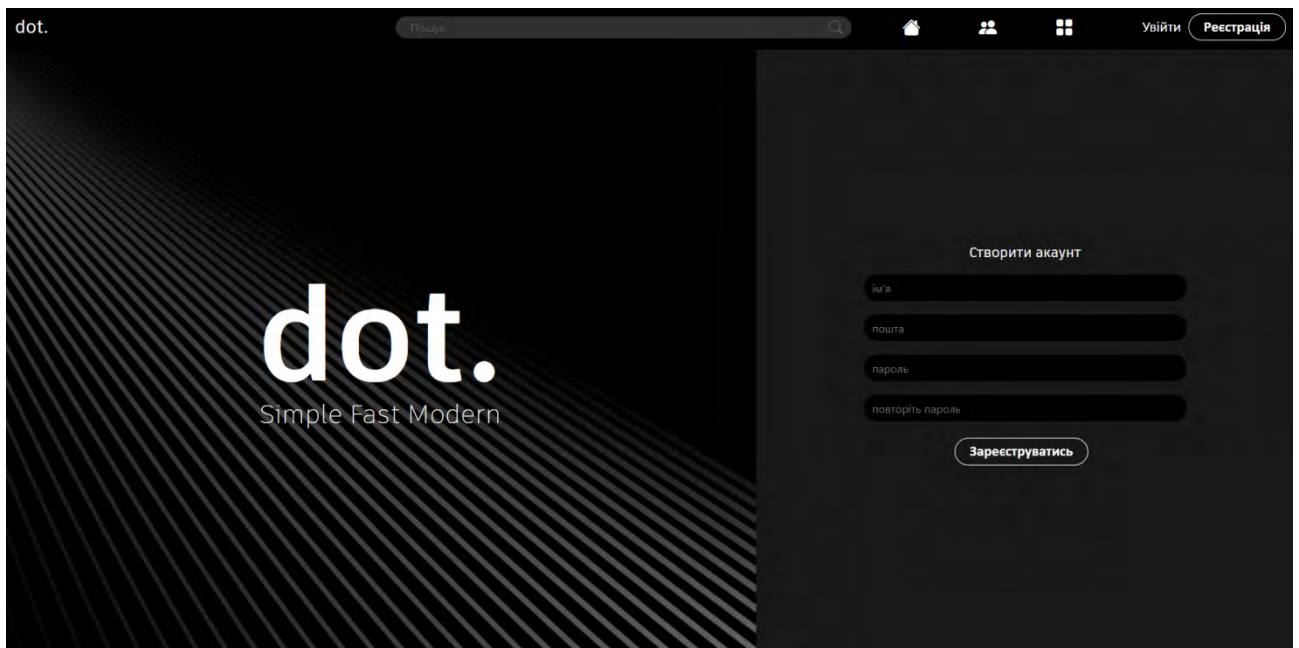 dot.
Пошук
Увійти
Реєстрація
dot.
Simple Fast Modern
Створити акаунт
ім'я
пошта
пароль
повторіть пароль
Зареєструватись